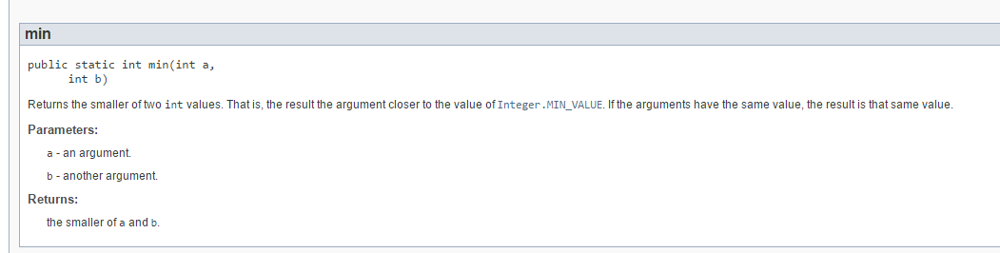 min
public static int min(int a,
int b)
Returns the smaller of two int values. That is, the result the argument closer to the value of Integer.MIN_VALUE. If the arguments have the same value, the result is that same value.
Parameters:
a - an argument.
b - another argument.
Returns:
the smaller of a and b.